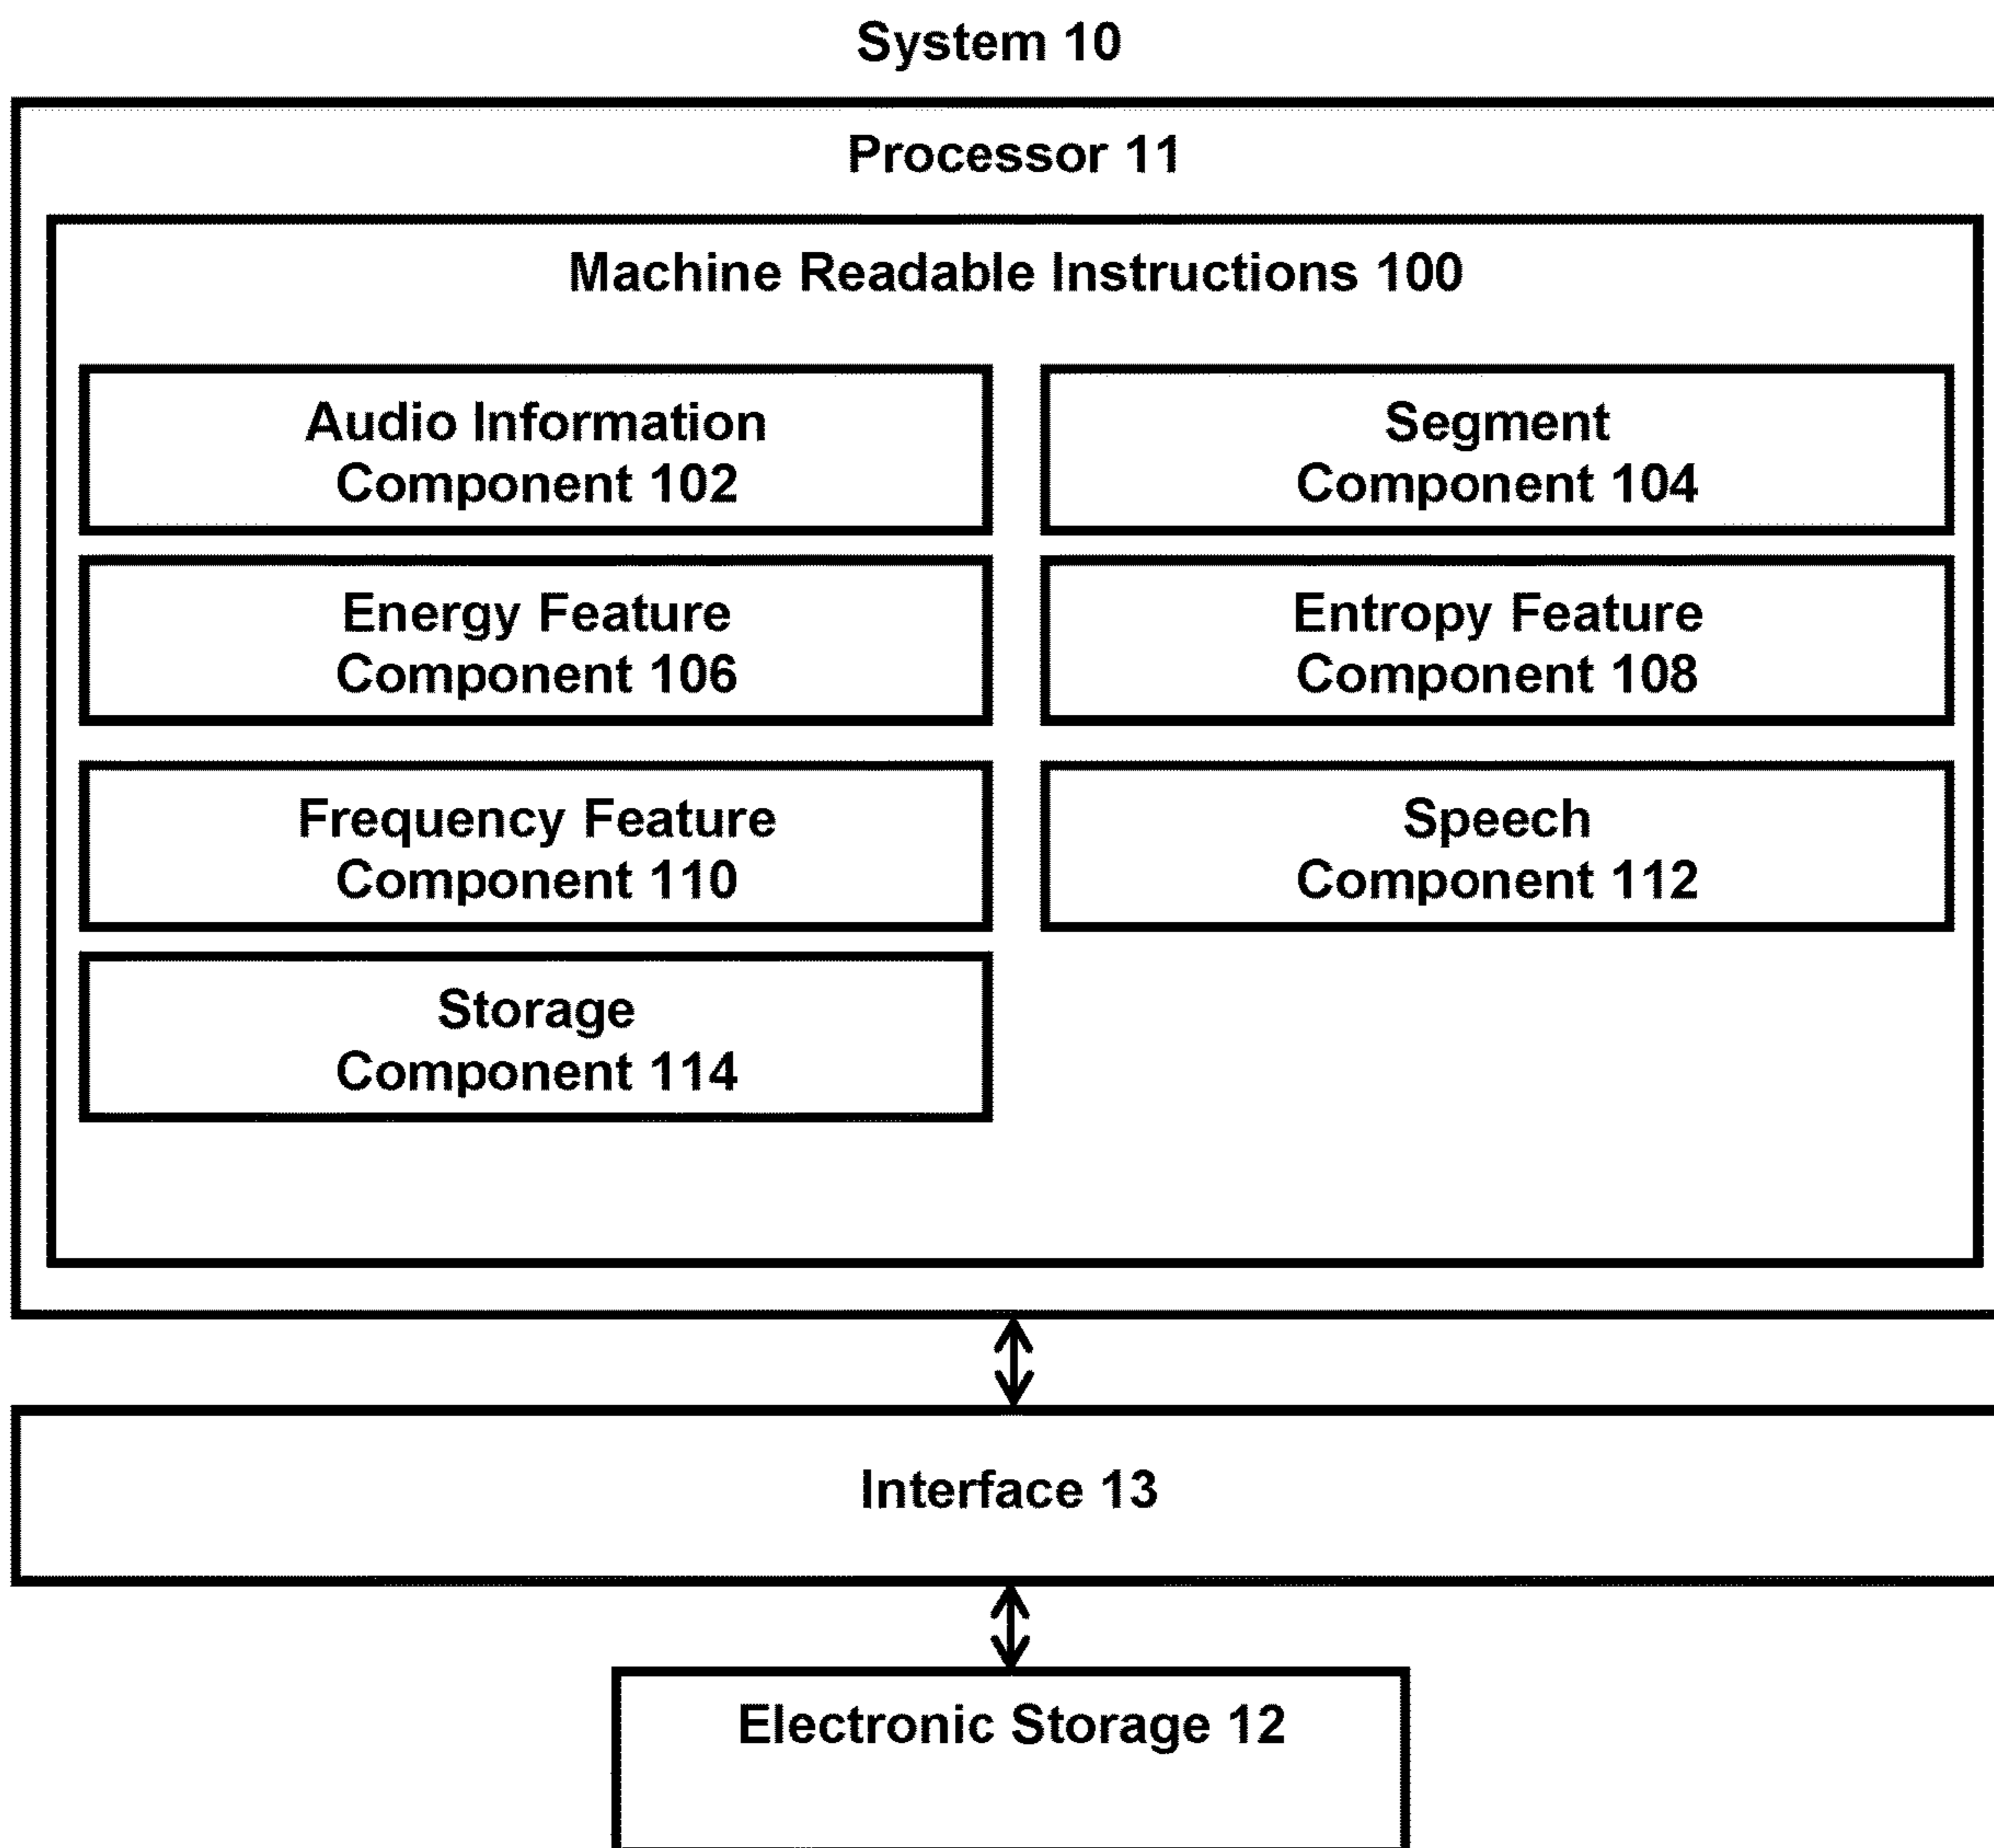 System 10
Processor 11
Machine Readable Instructions 100
Audio Information
Component 102
Segment
Component 104
Energy Feature
Component 106
Entropy Feature
Component 108
Frequency Feature
Component 110
Speech
Component 112
Storage
Component 114
Interface 13
Electronic Storage 12